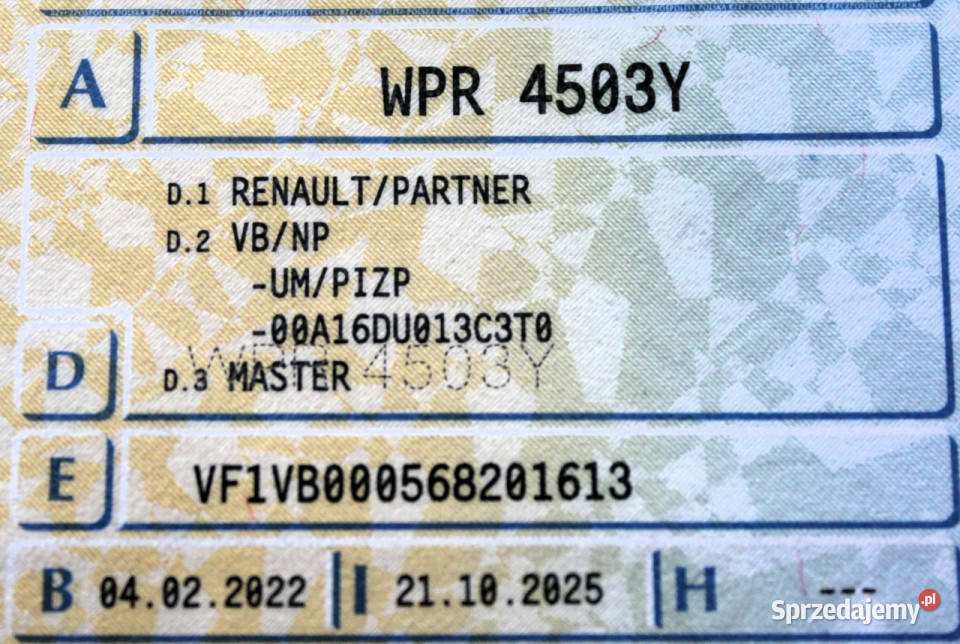 A WPR 4503Y
D.1 RENAULT/PARTNER
D.2 VB/NP
-UM/PIZP
-00A16DU013C3T0
D D.3 MASTER
WPR 4503Y
E VF1VB000568201613
B 04.02.2022 I 21.10.2025 H ---
Sprzedajemy.pl